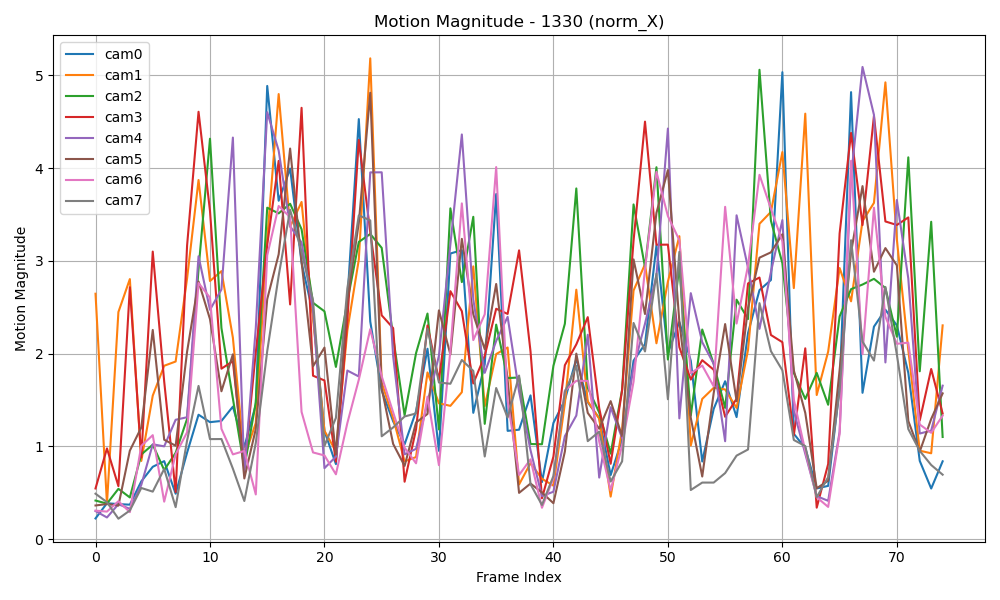 Motion Magnitude - 1330 (norm_X)
cam0
cam1
cam2
cam3
cam4
cam5
cam6
cam7
Motion Magnitude
5
4
3
2
1
0
0 10 20 30 40 50 60 70
Frame Index